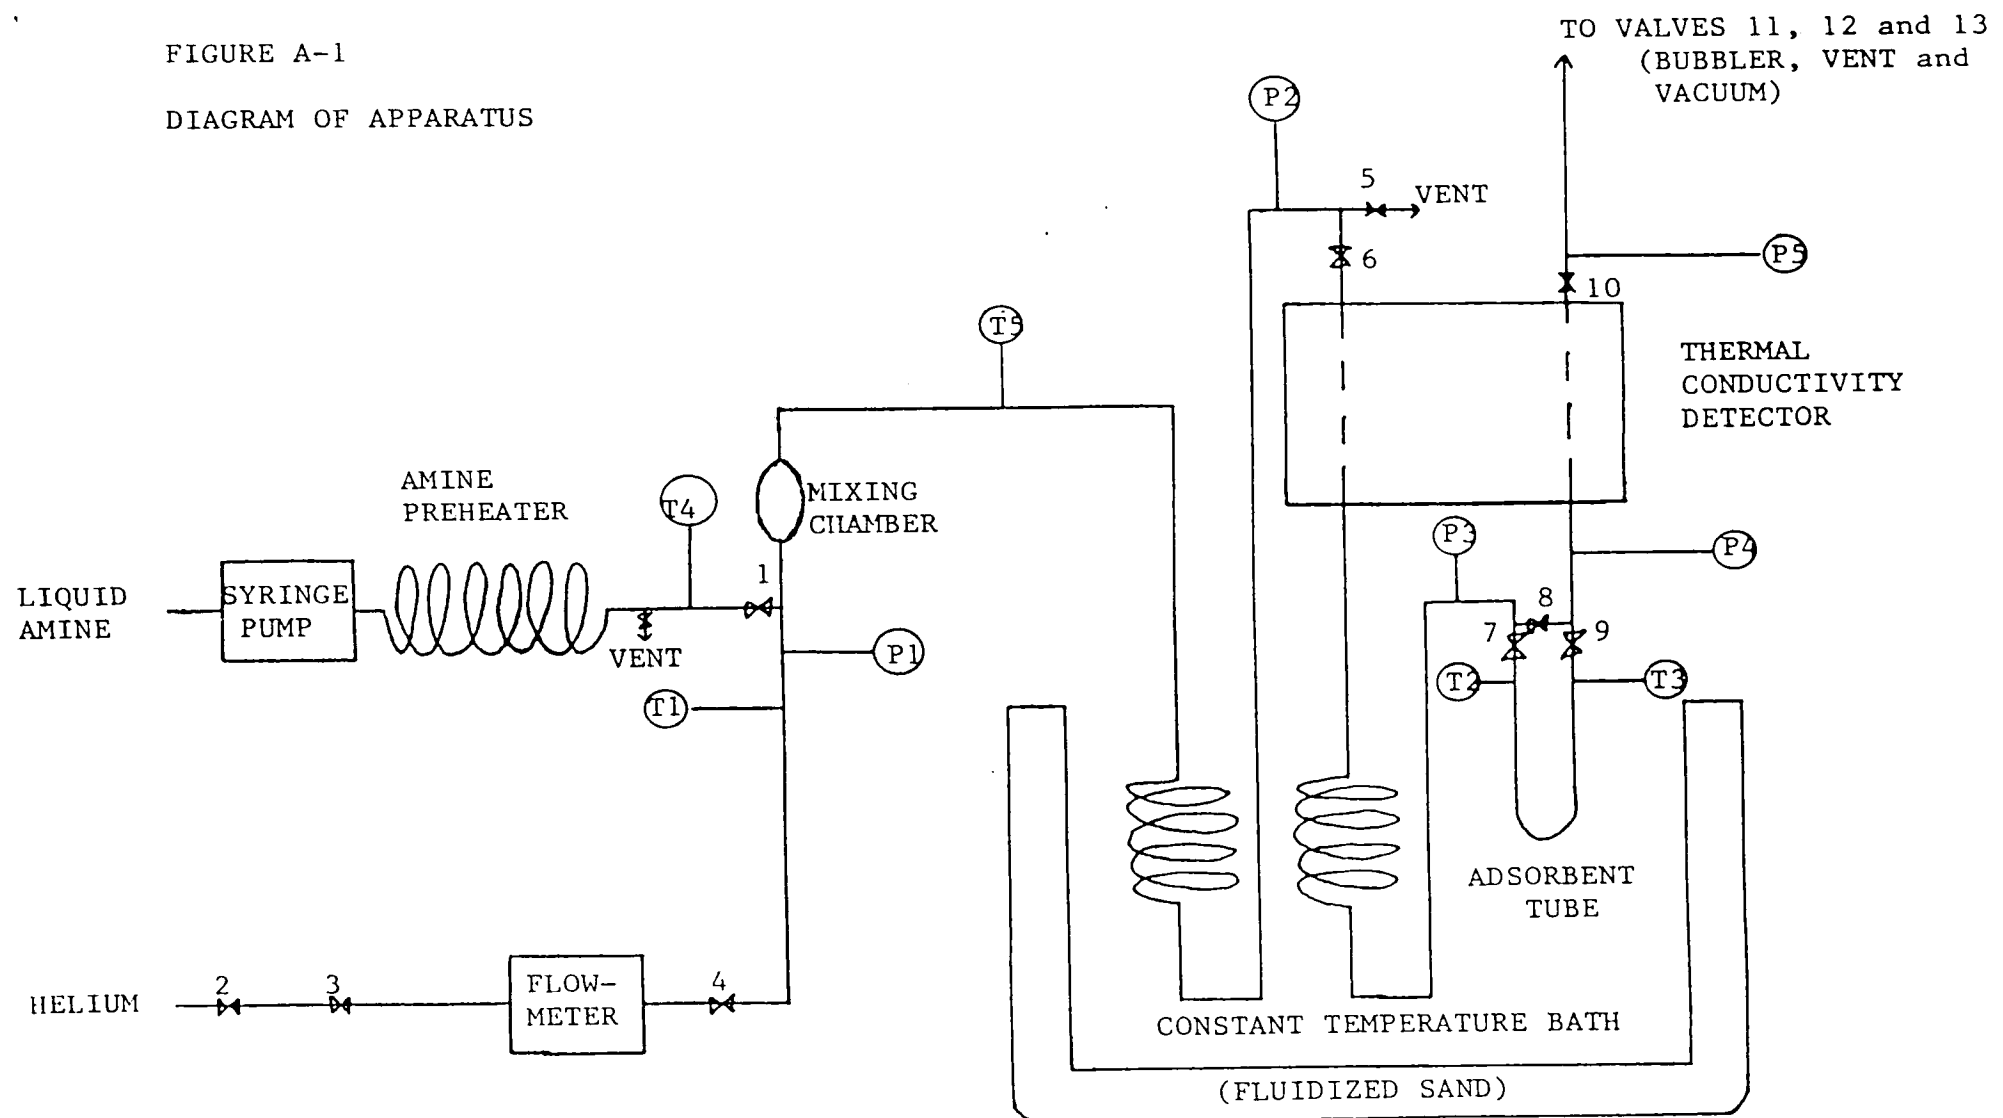 FIGURE A-1
DIAGRAM OF APPARATUS
TO VALVES 11, 12 and 13
(BUBBLER, VENT and
VACUUM)
P2
5
VENT
6
P5
10
T5
THERMAL
CONDUCTIVITY
DETECTOR
AMINE
PREHEATER
T4
MIXING
CHAMBER
1
P3
P4
LIQUID
AMINE
SYRINGE
PUMP
VENT
8
7
9
P1
T2
T3
T1
ADSORBENT
TUBE
HELIUM
2
3
FLOW-
METER
4
CONSTANT TEMPERATURE BATH
(FLUIDIZED SAND)